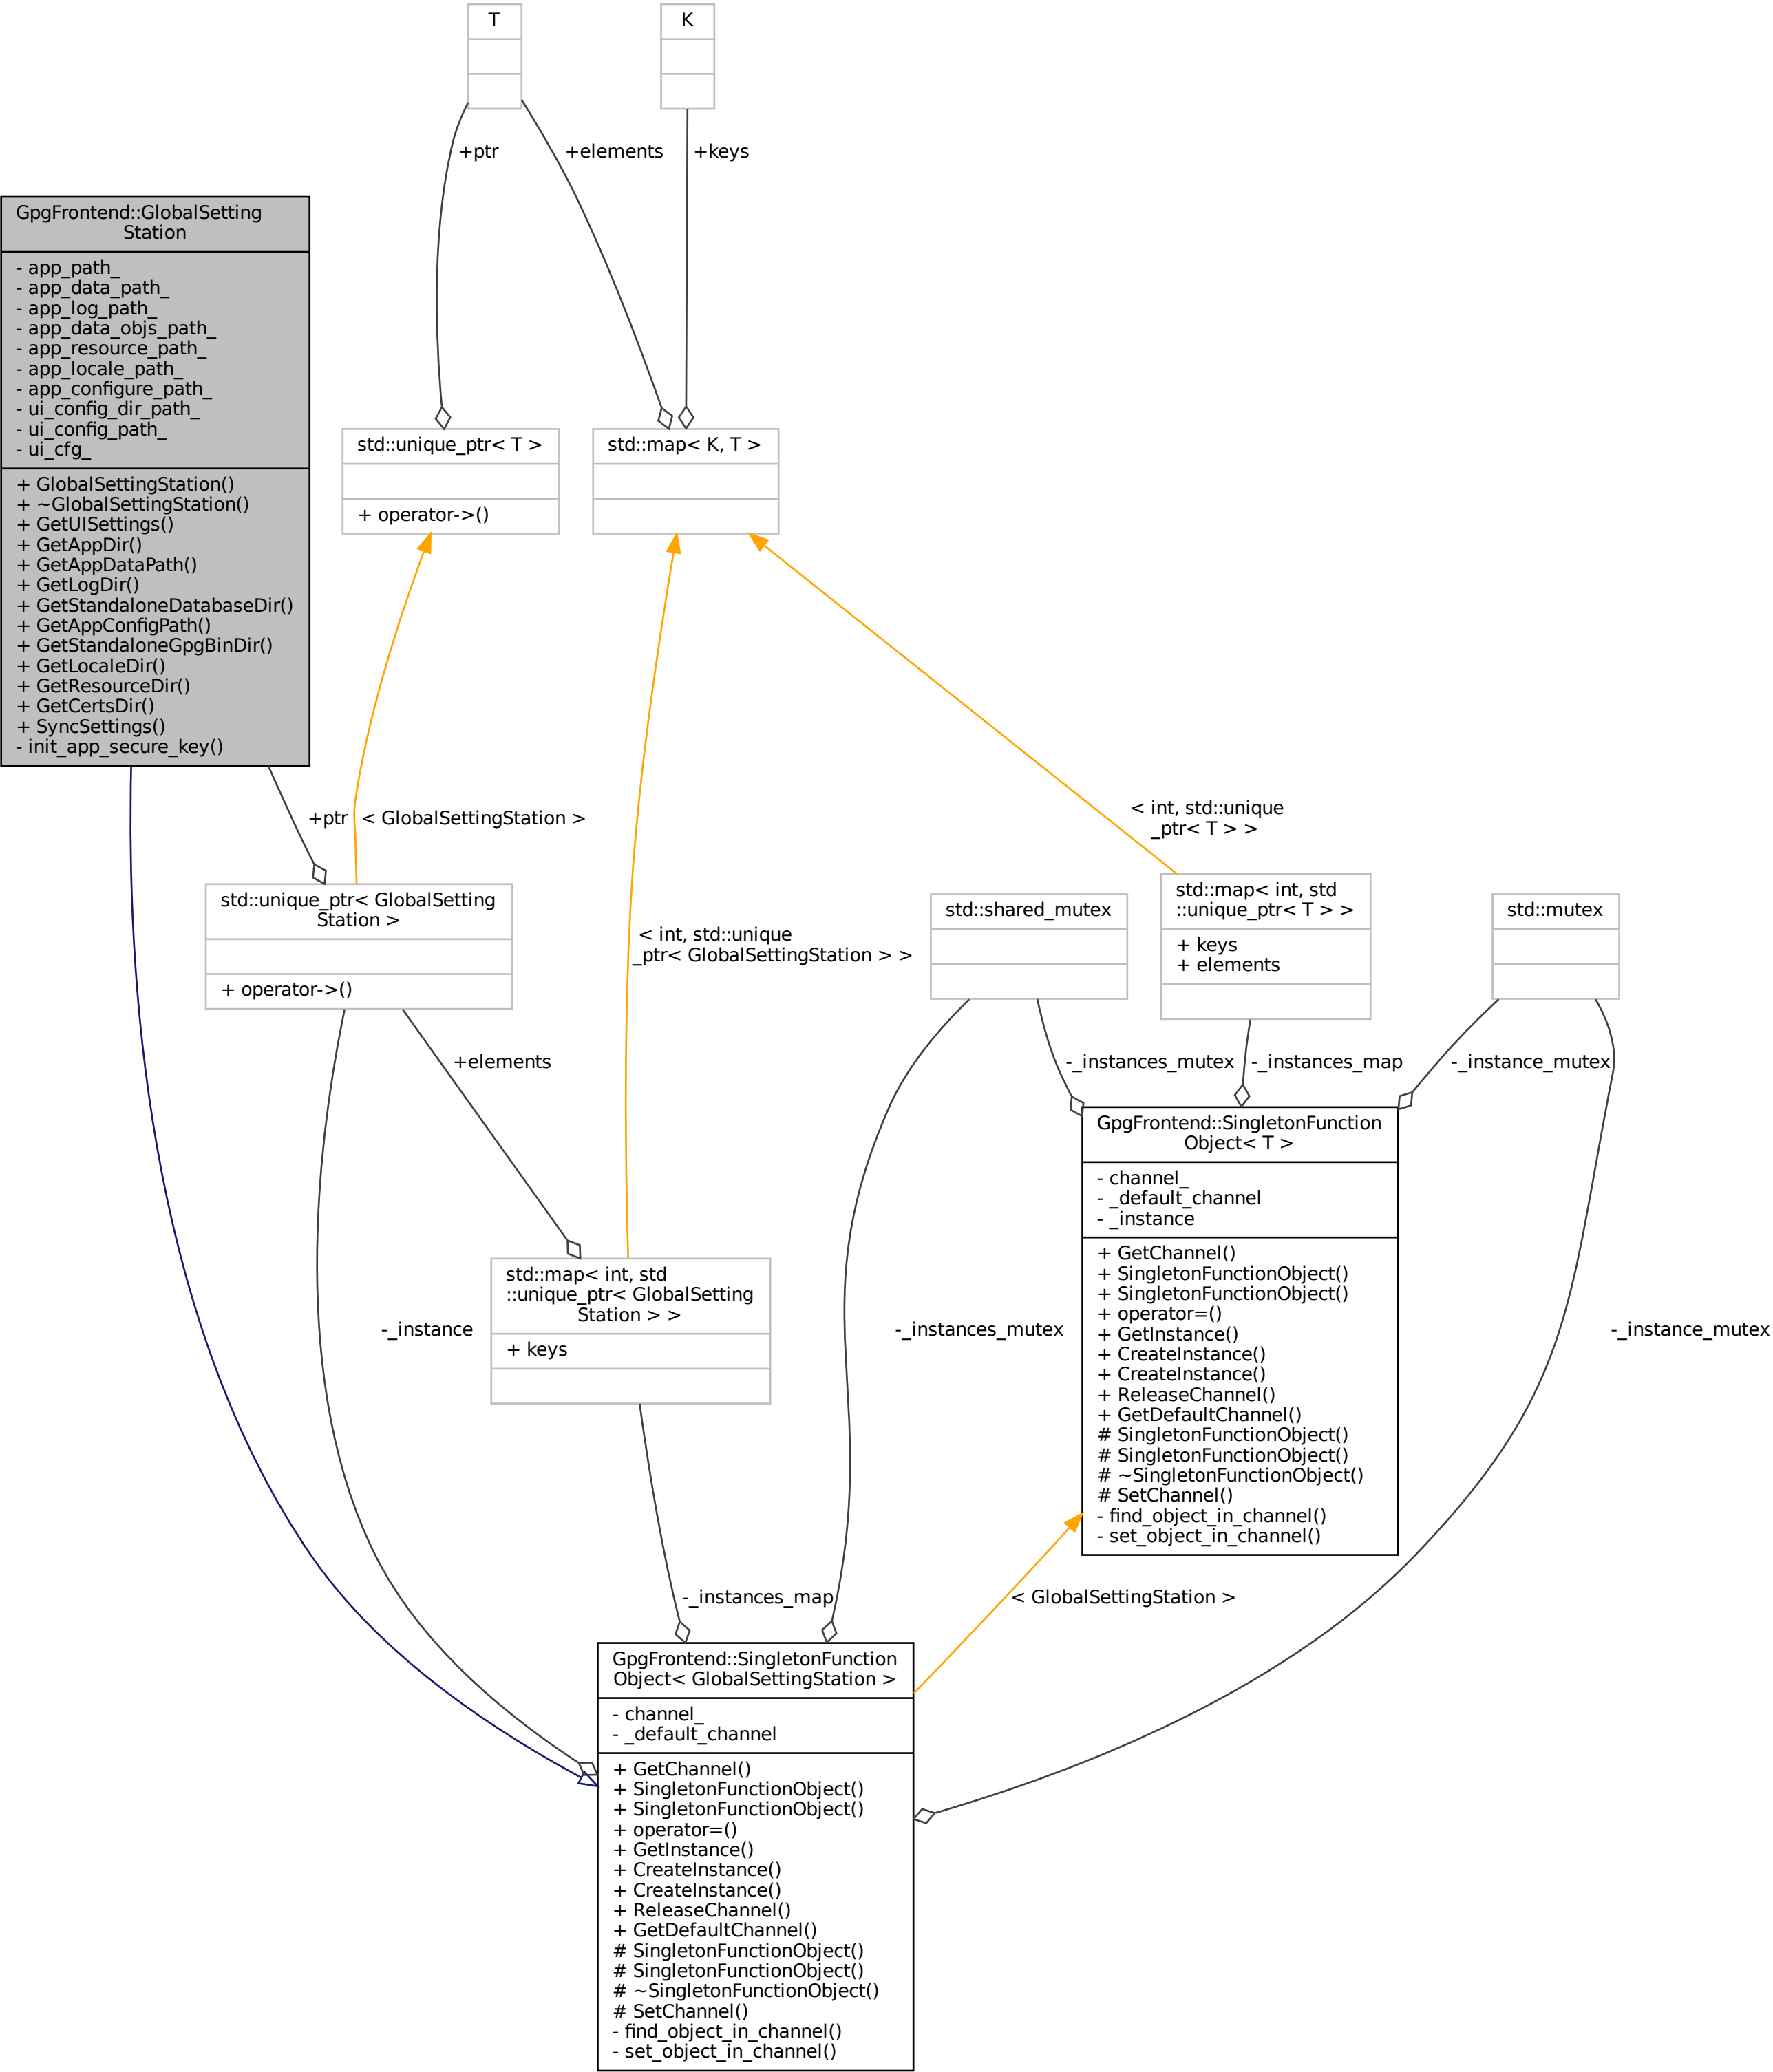 T
K
+ptr
+elements
+keys
GpgFrontend::GlobalSetting
Station
- app_path_
- app_data_path_
- app_log_path_
- app_data_objs_path_
- app_resource_path_
- app_locale_path_
- app_configure_path_
- ui_config_dir_path_
- ui_config_path_
- ui_cfg_
+ GlobalSettingStation()
+ ~GlobalSettingStation()
+ GetUISettings()
+ GetAppDir()
+ GetAppDataPath()
+ GetLogDir()
+ GetStandaloneDatabaseDir()
+ GetAppConfigPath()
+ GetStandaloneGpgBinDir()
+ GetLocaleDir()
+ GetResourceDir()
+ GetCertsDir()
+ SyncSettings()
- init_app_secure_key()
std::unique_ptr< T >
+ operator->()
std::map< K, T >
+ptr
< GlobalSettingStation >
< int, std::unique
_ptr< T > >
std::unique_ptr< GlobalSetting
Station >
+ operator->()
< int, std::unique
_ptr< GlobalSettingStation > >
std::shared_mutex
std::map< int, std
::unique_ptr< T > >
+ keys
+ elements
std::mutex
+elements
-_instances_mutex
-_instances_map
-_instance_mutex
GpgFrontend::SingletonFunction
Object< T >
- channel_
- _default_channel
- _instance
+ GetChannel()
+ SingletonFunctionObject()
+ SingletonFunctionObject()
+ operator=()
+ GetInstance()
+ CreateInstance()
+ CreateInstance()
+ ReleaseChannel()
+ GetDefaultChannel()
# SingletonFunctionObject()
# SingletonFunctionObject()
# ~SingletonFunctionObject()
# SetChannel()
- find_object_in_channel()
- set_object_in_channel()
std::map< int, std
::unique_ptr< GlobalSetting
Station > >
+ keys
-_instance
-_instances_mutex
-_instance_mutex
-_instances_map
< GlobalSettingStation >
GpgFrontend::SingletonFunction
Object< GlobalSettingStation >
- channel_
- _default_channel
+ GetChannel()
+ SingletonFunctionObject()
+ SingletonFunctionObject()
+ operator=()
+ GetInstance()
+ CreateInstance()
+ CreateInstance()
+ ReleaseChannel()
+ GetDefaultChannel()
# SingletonFunctionObject()
# SingletonFunctionObject()
# ~SingletonFunctionObject()
# SetChannel()
- find_object_in_channel()
- set_object_in_channel()